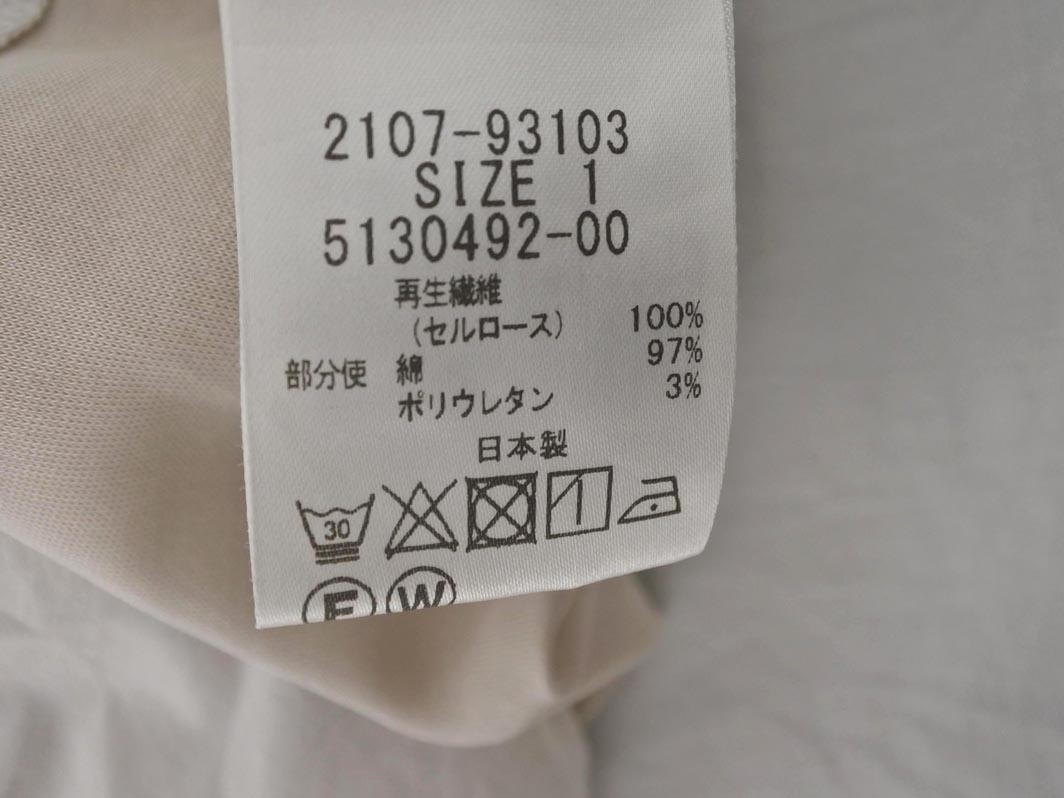 2107-93103
SIZE 1
5130492-00
再生繊維
(セルロース) 100%
部分使 綿 97%
ポリウレタン 3%
日本製
30
F W